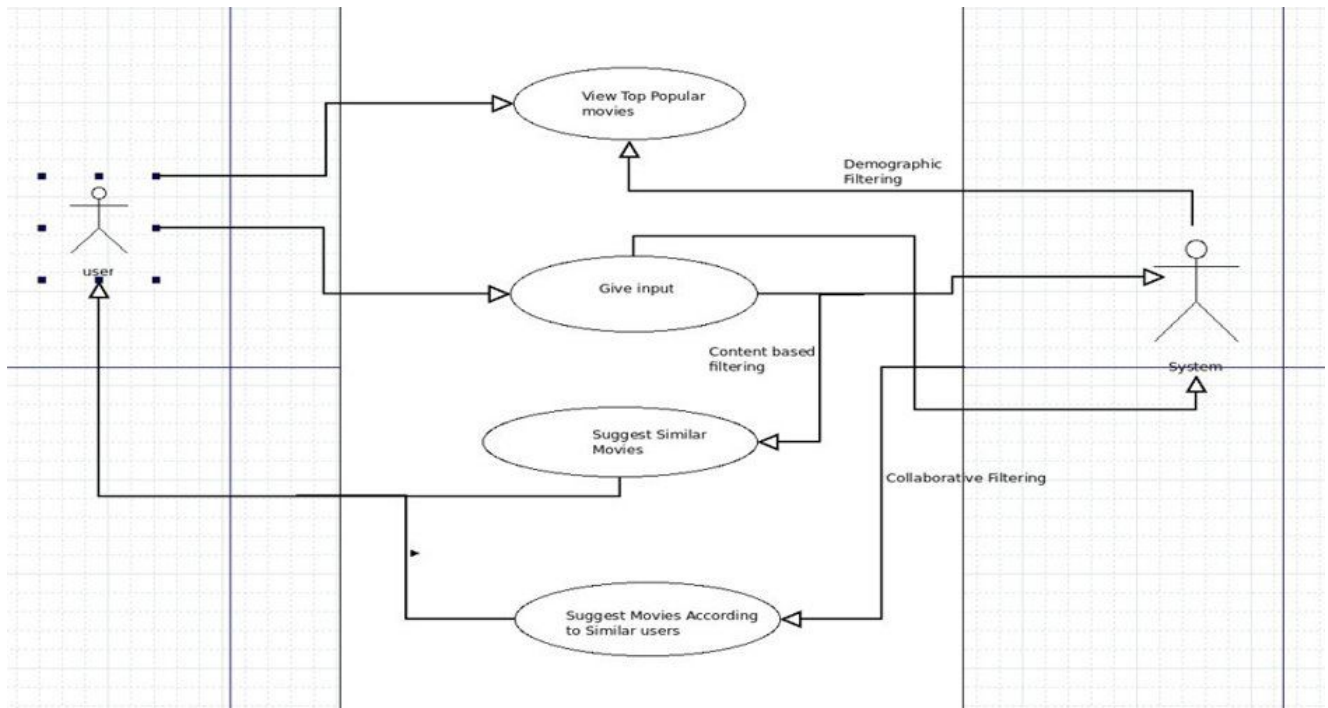 View Top Popular
movies
Demographic
Filtering
user
Give input
Content based
filtering
System
Suggest Similar
Movies
Collaborative Filtering
Suggest Movies According
to Similar users